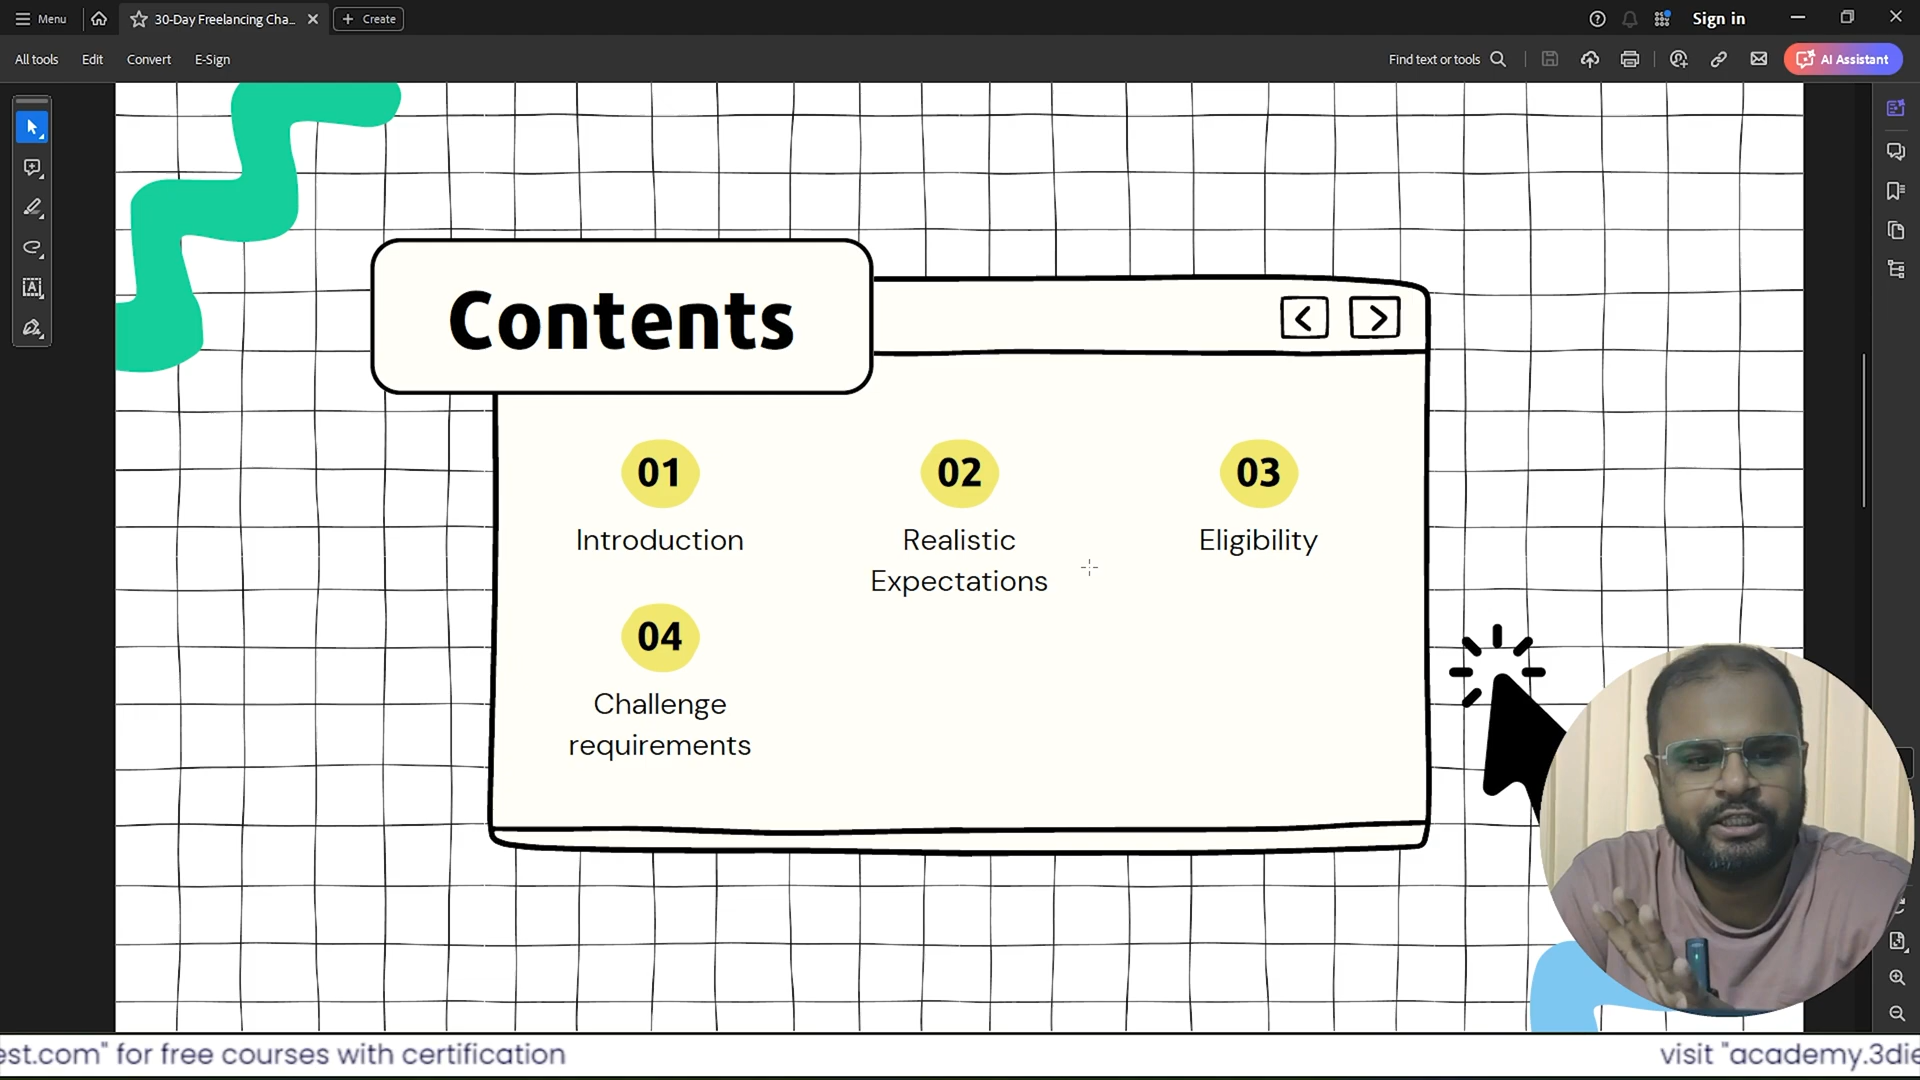 Menu
30-Day Freelancing Cha...
Create
Sign in
All tools
Edit
Convert
E-Sign
Find text or tools
AI Assistant
Contents
01
02
03
Introduction
Realistic
Expectations
Eligibility
04
Challenge
requirements
est.com" for free courses with certification
visit "academy.3die